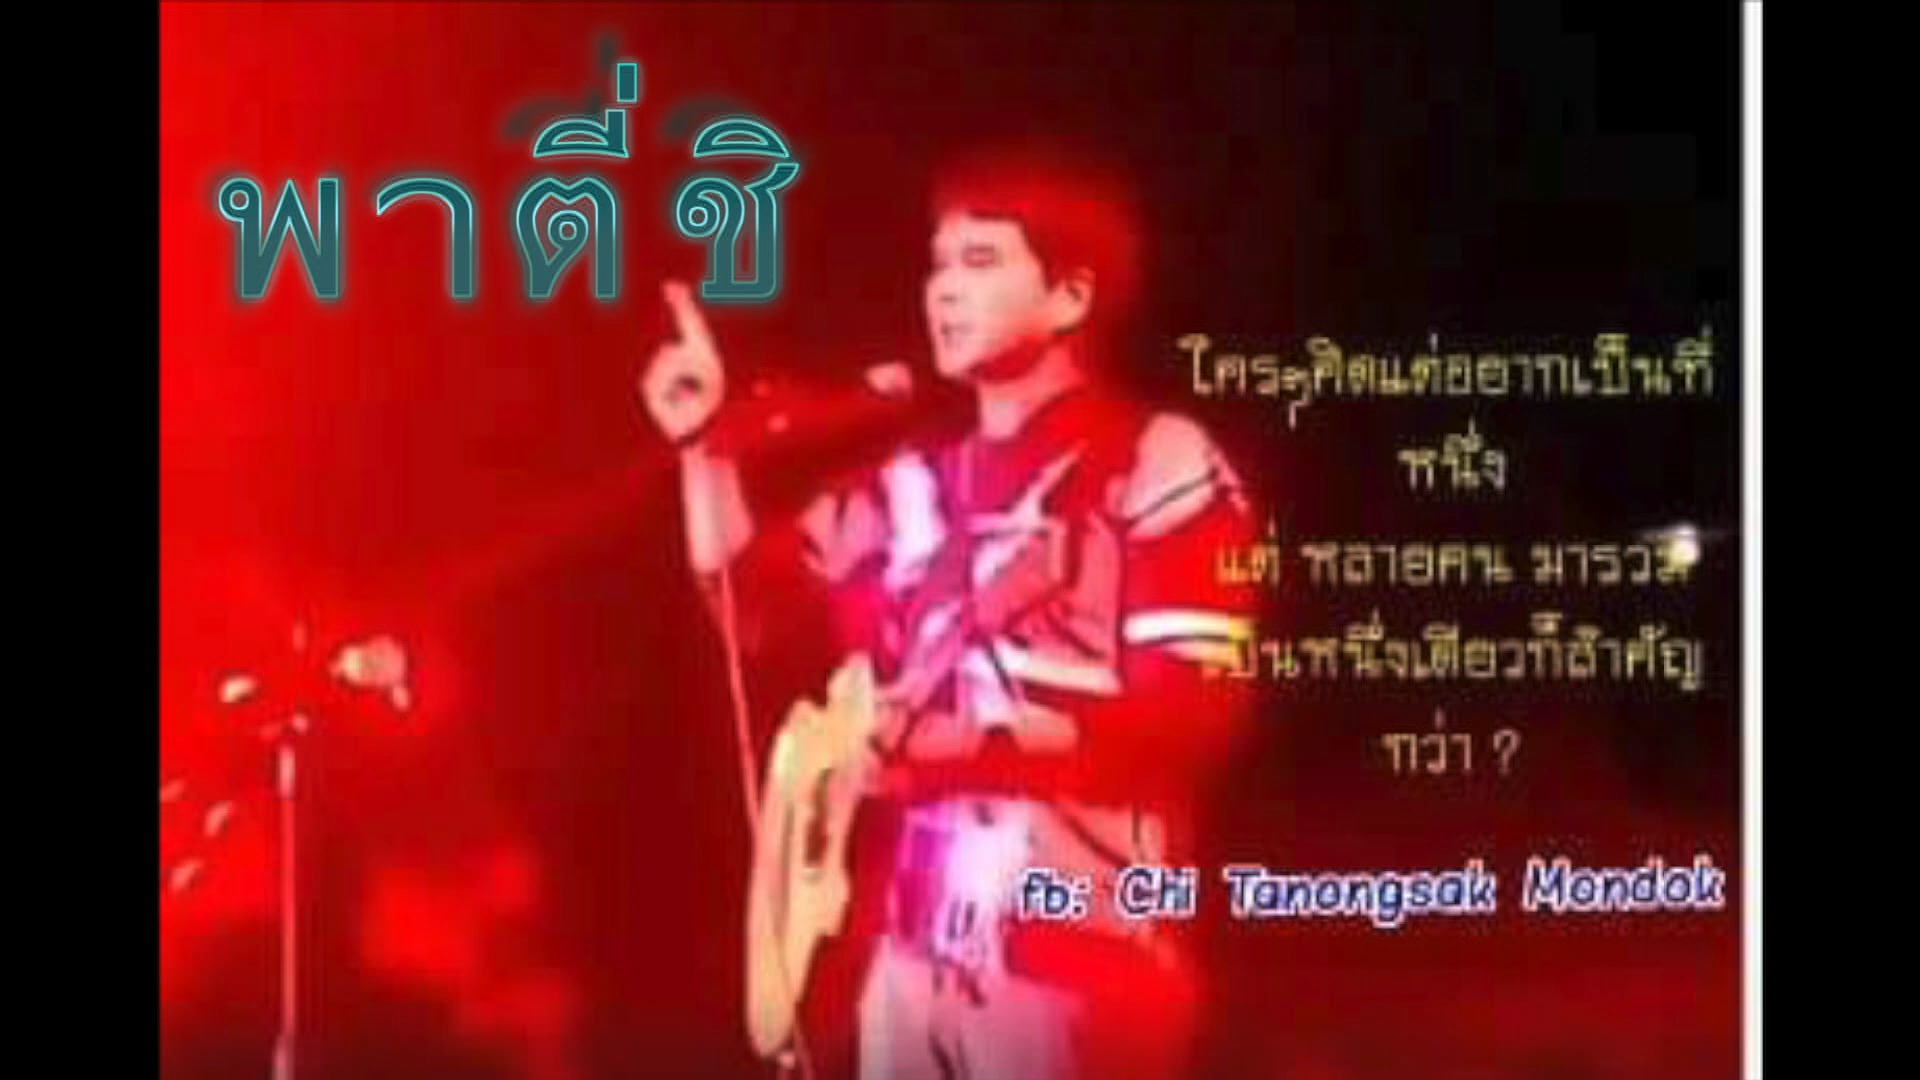 พาตี่ชิ
ใครๆคิดแต่อยากเป็นที่
หนึ่ง
แต่ หลายคน มารวม
เป็นหนึ่งเดียวก็สำคัญ
กว่า ?
fb: Chi Tanongsak Mondok